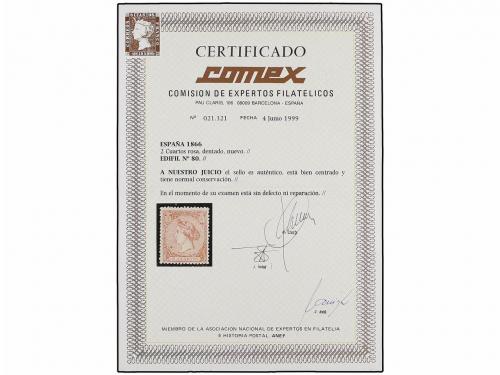 CERTIFICADO
comex
COMISION DE EXPERTOS FILATELICOS
PAU CLARIS, 106 08009 BARCELONA - ESPAÑA
Nº 021.121 FECHA 4 Junio 1999
ESPAÑA 1866
2 Cuartos rosa, dentado, nuevo. //
EDIFIL Nº 80. //
A NUESTRO JUICIO el sello es auténtico, está bien centrado y
tiene normal conservación. //
En el momento de su examen está sin defecto ni reparación. //
MIEMBRO DE LA ASOCIACION NACIONAL DE EXPERTOS EN FILATELIA
E HISTORIA POSTAL ANEF